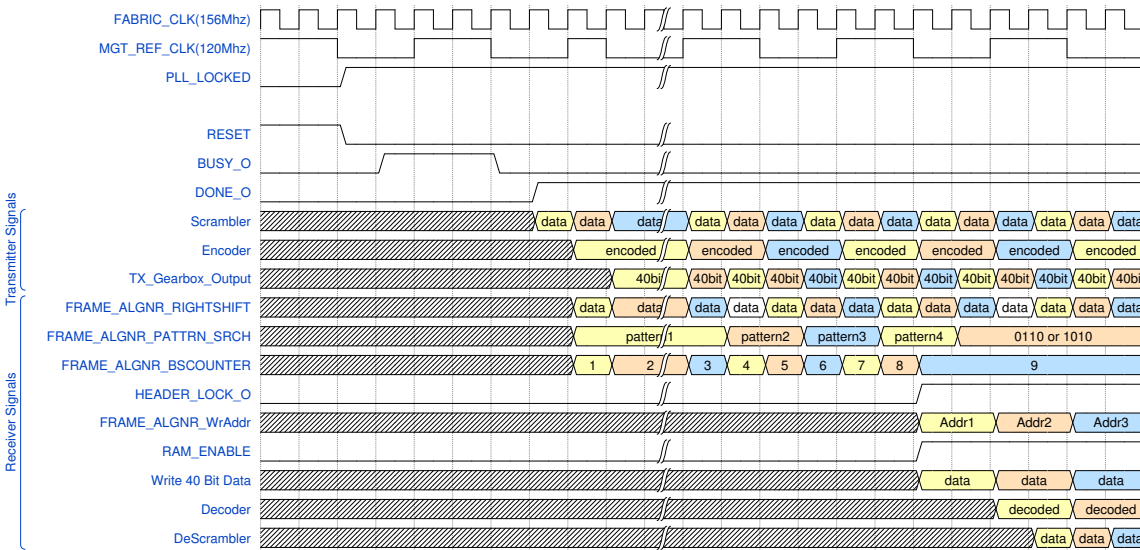 FABRIC_CLK(156Mhz)
MGT_REF_CLK(120Mhz)
PLL_LOCKED
RESET
BUSY_O
DONE_O
Transmitter Signals
Scrambler data data data data data data data data data data data data data data data
Encoder encoded encoded encoded encoded encoded encoded encoded
TX_Gearbox_Output 40bit 40bit 40bit 40bit 40bit 40bit 40bit 40bit 40bit 40bit 40bit 40bit 40bit
Receiver Signals
FRAME_ALGNR_RIGHTSHIFT data data data data data data data data data data data data data data
FRAME_ALGNR_PATTRN_SRCH pattern1 pattern2 pattern3 pattern4 0110 or 1010
FRAME_ALGNR_BSCOUNTER 1 2 3 4 5 6 7 8 9
HEADER_LOCK_O
FRAME_ALGNR_WrAddr Addr1 Addr2 Addr3
RAM_ENABLE
Write 40 Bit Data data data data
Decoder decoded decoded
DeScrambler data data data